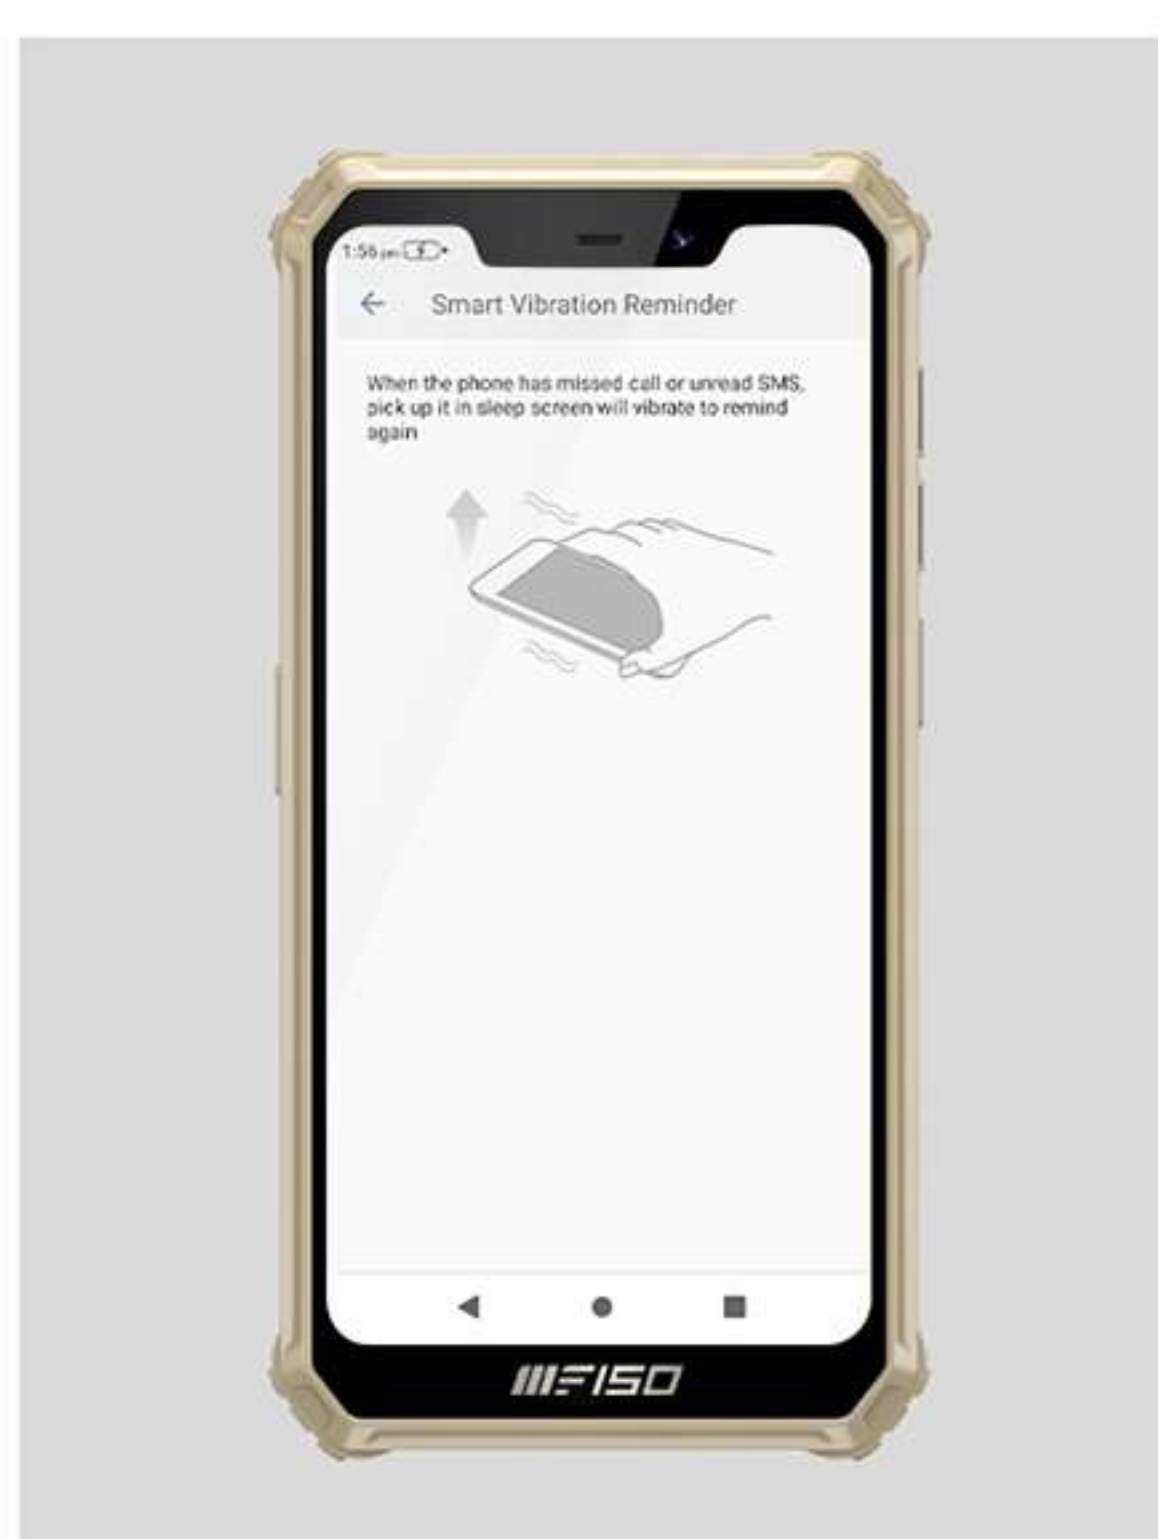 1:56 pm
Smart Vibration Reminder
When the phone has missed call or unread SMS,
pick up it in sleep screen will vibrate to remind
again
F150